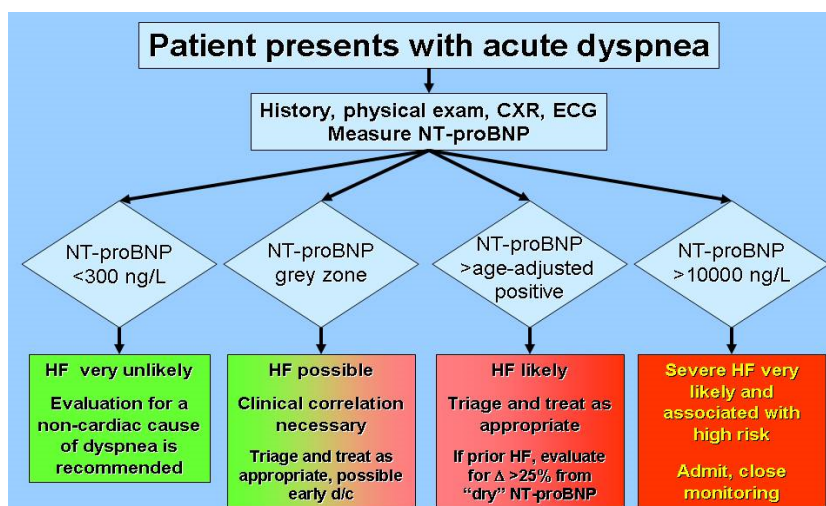 Patient presents with acute dyspnea
History, physical exam, CXR, ECG
Measure NT-proBNP
NT-proBNP
<300 ng/L
NT-proBNP
grey zone
NT-proBNP
>age-adjusted
positive
NT-proBNP
>10000 ng/L
HF very unlikely
Evaluation for a
non-cardiac cause
of dyspnea is
recommended
HF possible
Clinical correlation
necessary
Triage and treat as
appropriate, possible
early d/c
HF likely
Triage and treat as
appropriate
If prior HF, evaluate
for Δ >25% from
“dry” NT-proBNP
Severe HF very
likely and
associated with
high risk
Admit, close
monitoring